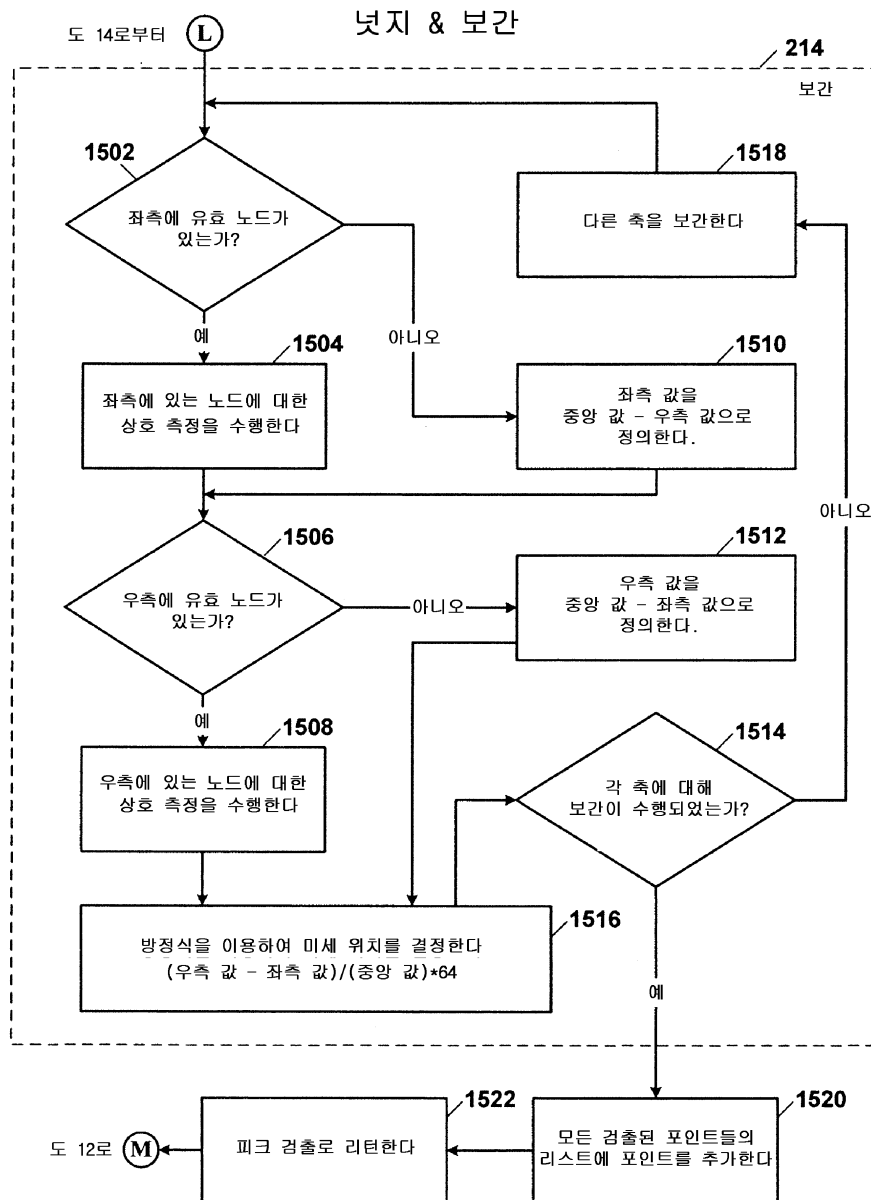 넛지 & 보간
도 14로부터
L
214
보간
1502
좌측에 유효 노드가
있는가?
1518
다른 축을 보간한다
예
아니오
1504
좌측에 있는 노드에 대한
상호 측정을 수행한다
1510
좌측 값을
중앙 값 - 우측 값으로
정의한다.
아니오
1506
우측에 유효 노드가
있는가?
아니오
1512
우측 값을
중앙 값 - 좌측 값으로
정의한다.
예
1508
우측에 있는 노드에 대한
상호 측정을 수행한다
1514
각 축에 대해
보간이 수행되었는가?
1516
방정식을 이용하여 미세 위치를 결정한다
(우측 값 - 좌측 값)/(중앙 값)*64
예
1520
모든 검출된 포인트들의
리스트에 포인트를 추가한다
1522
피크 검출로 리턴한다
도 12로
M